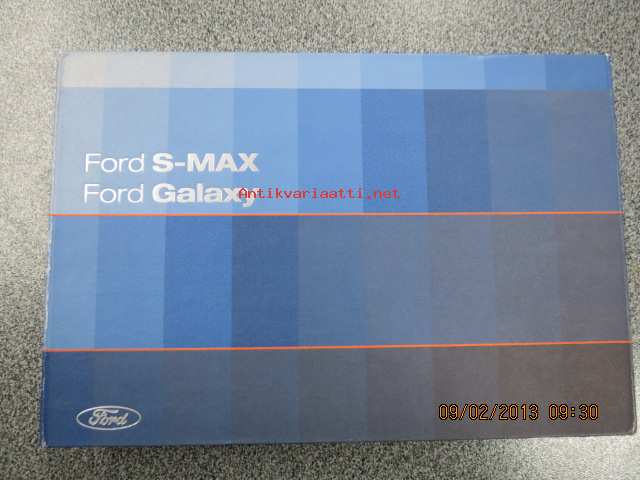 Ford S-MAX
Ford Galaxy
Antikvariaatti.net
Ford
09/02/2013 09:30